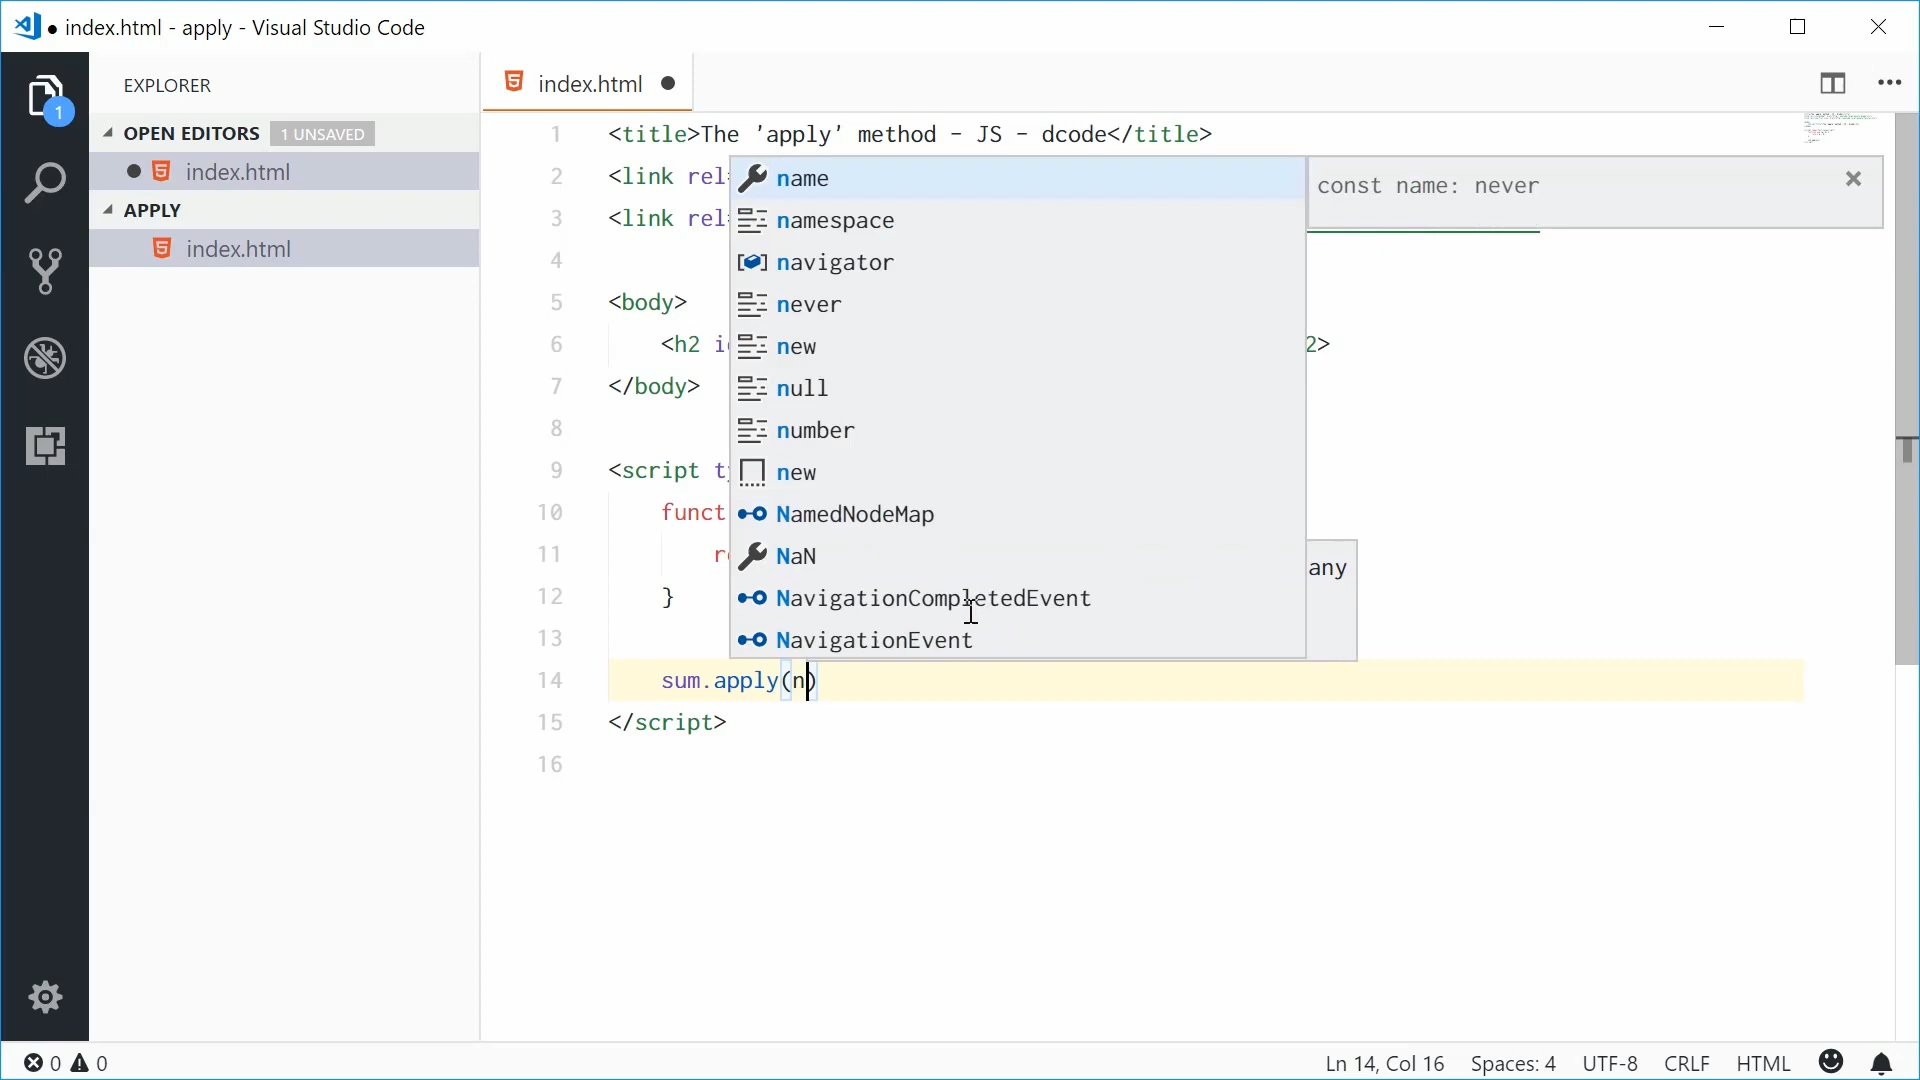 ● index.html - apply - Visual Studio Code
EXPLORER
OPEN EDITORS 1 UNSAVED
index.html
APPLY
index.html
1
index.html
1 <title>The 'apply' method - JS - dcode</title>
2 <link rel
3 <link rel
4
5 <body>
6 <h2 i 2>
7 </body>
8
9 <script t
10 funct
11 r
12 }
13
14 sum.apply(n)
15 </script>
16
name
namespace
navigator
never
new
null
number
new
NamedNodeMap
NaN
NavigationCompletedEvent
NavigationEvent
const name: never
any
0 0
Ln 14, Col 16 Spaces: 4 UTF-8 CRLF HTML